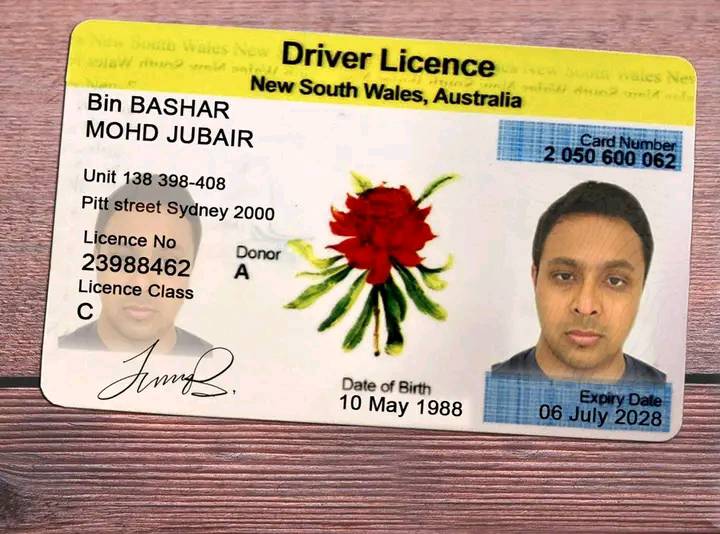 Driver Licence
New South Wales, Australia
Bin BASHAR
MOHD JUBAIR
Card Number
2 050 600 062
Unit 138 398-408
Pitt street Sydney 2000
Licence No
23988462
Donor
A
Licence Class
C
Date of Birth
10 May 1988
Expiry Date
06 July 2028